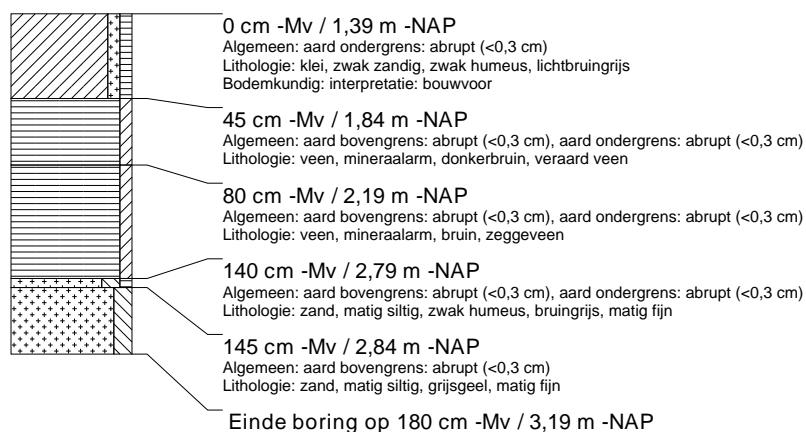 0 cm -Mv / 1,39 m -NAP
Algemeen: aard ondergrens: abrupt (<0,3 cm)
Lithologie: klei, zwak zandig, zwak humeus, lichtbruingrijs
Bodemkundig: interpretatie: bouwvoor
45 cm -Mv / 1,84 m -NAP
Algemeen: aard bovengrens: abrupt (<0,3 cm), aard ondergrens: abrupt (<0,3 cm)
Lithologie: veen, mineraalarm, donkerbruin, veraard veen
80 cm -Mv / 2,19 m -NAP
Algemeen: aard bovengrens: abrupt (<0,3 cm), aard ondergrens: abrupt (<0,3 cm)
Lithologie: veen, mineraalarm, bruin, zeggeveen
140 cm -Mv / 2,79 m -NAP
Algemeen: aard bovengrens: abrupt (<0,3 cm), aard ondergrens: abrupt (<0,3 cm)
Lithologie: zand, matig siltig, zwak humeus, bruingrijs, matig fijn
145 cm -Mv / 2,84 m -NAP
Algemeen: aard bovengrens: abrupt (<0,3 cm)
Lithologie: zand, matig siltig, grijsgeel, matig fijn
Einde boring op 180 cm -Mv / 3,19 m -NAP